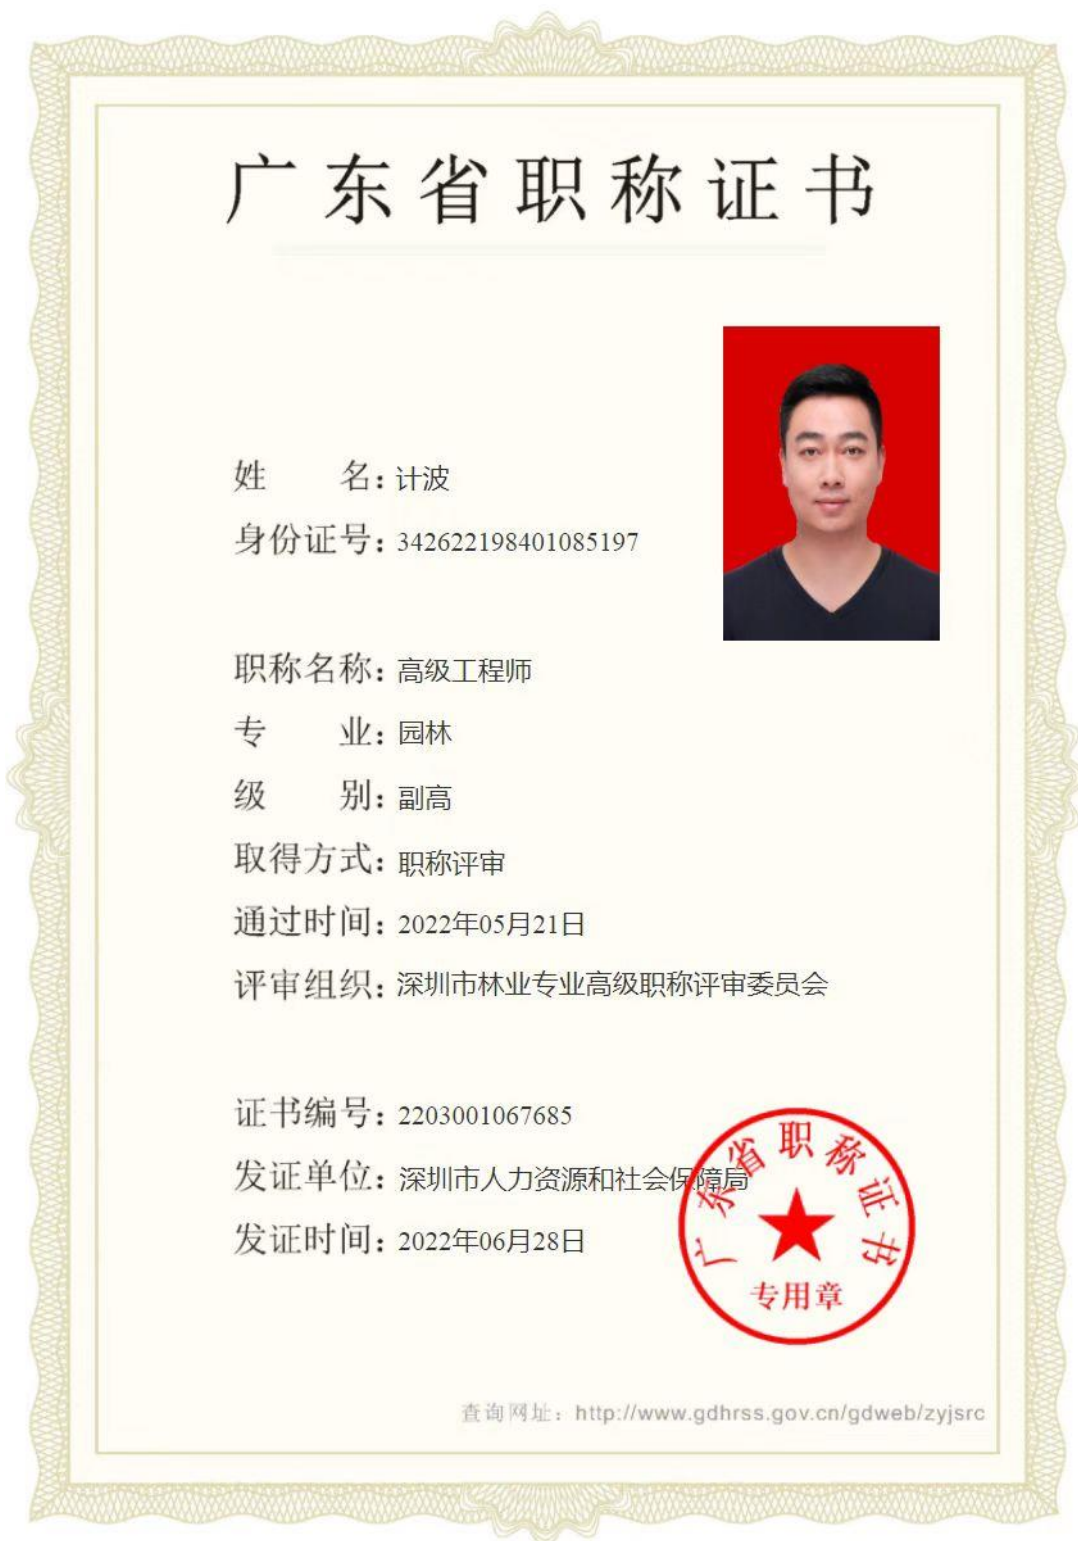 广东省职称证书
姓 名：计波
身份证号：342622198401085197
职称名称：高级工程师
专 业：园林
级 别：副高
取得方式：职称评审
通过时间：2022年05月21日
评审组织：深圳市林业专业高级职称评审委员会
证书编号：2203001067685
发证单位：深圳市人力资源和社会保障局
发证时间：2022年06月28日
广东省职称证书
专用章
查询网址：http://www.gdhrss.gov.cn/gdweb/zyjsrc